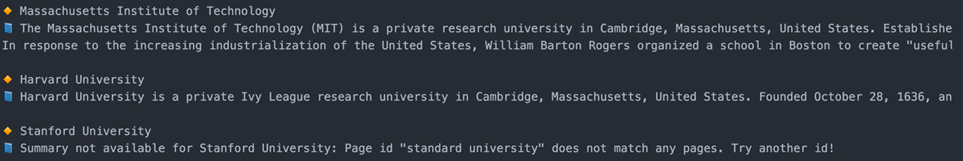 Massachusetts Institute of Technology
The Massachusetts Institute of Technology (MIT) is a private research university in Cambridge, Massachusetts, United States. Establishe
In response to the increasing industrialization of the United States, William Barton Rogers organized a school in Boston to create "useful
Harvard University
Harvard University is a private Ivy League research university in Cambridge, Massachusetts, United States. Founded October 28, 1636, an
Stanford University
Summary not available for Stanford University: Page id "standard university" does not match any pages. Try another id!